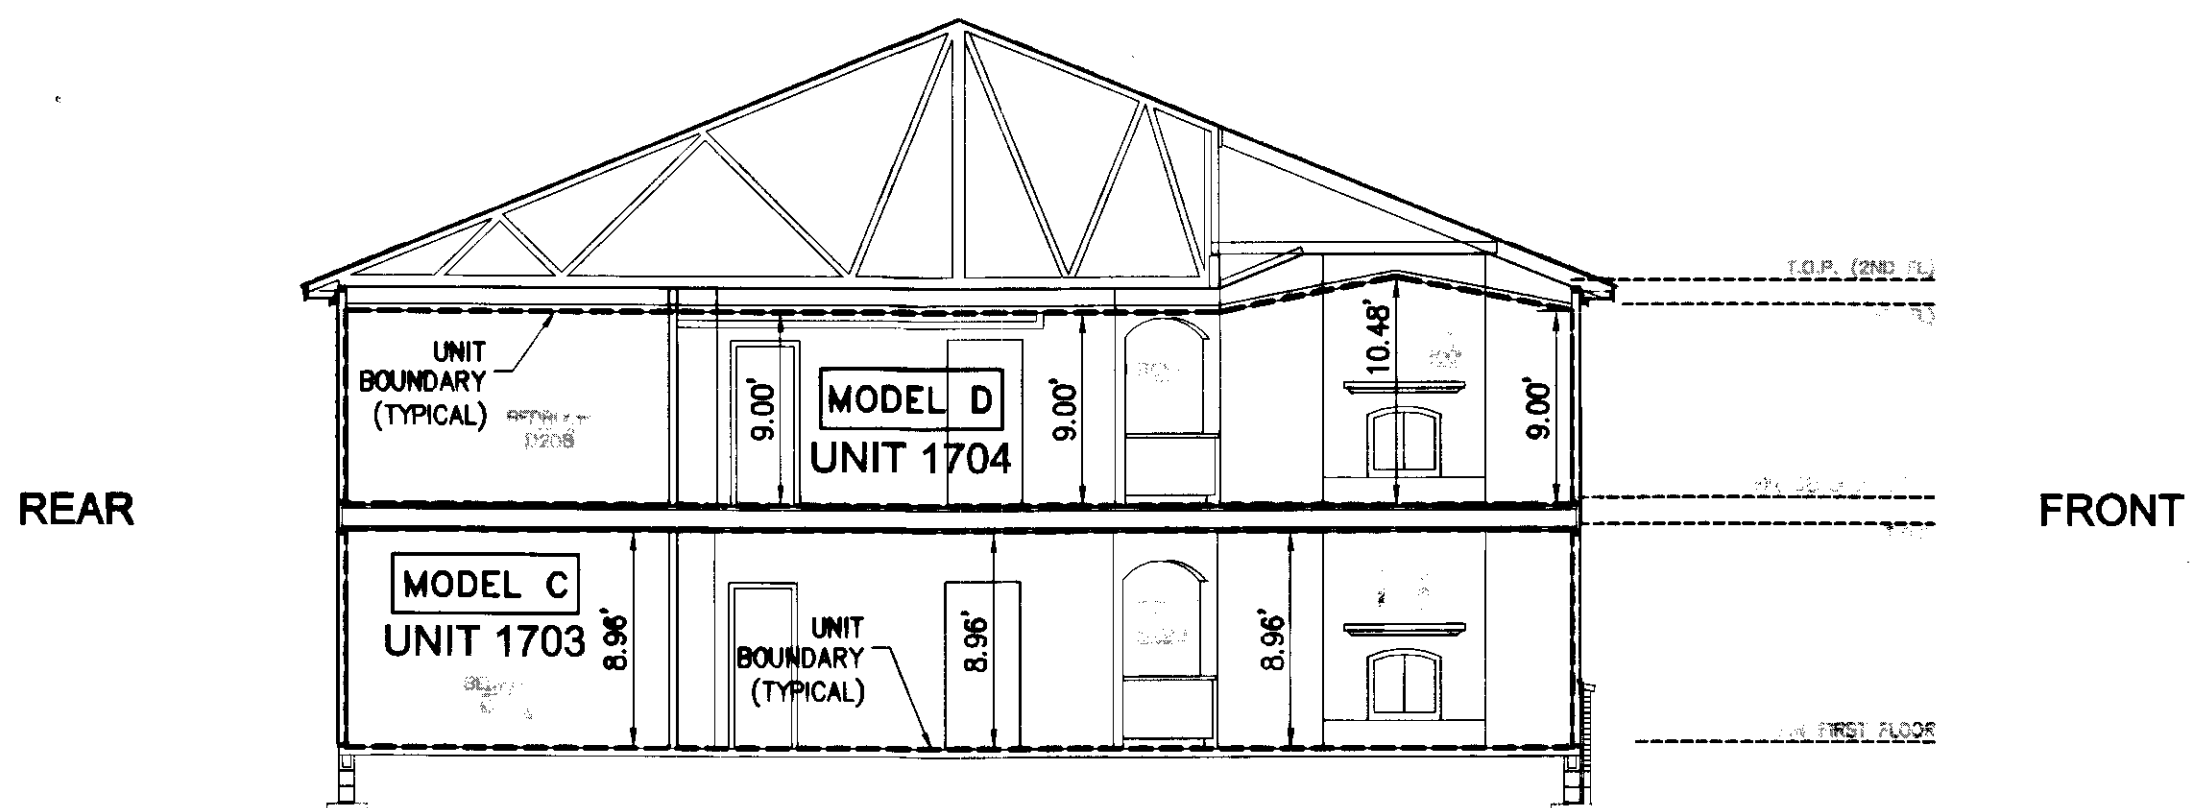 T.O.P. (2ND FL)
UNIT
BOUNDARY
(TYPICAL)
D208
9.00'
MODEL D
UNIT 1704
9.00'
10.48'
9.00'
REAR
FRONT
MODEL C
UNIT 1703
8.96'
UNIT
BOUNDARY
(TYPICAL)
8.96'
8.96'
FIRST FLOOR